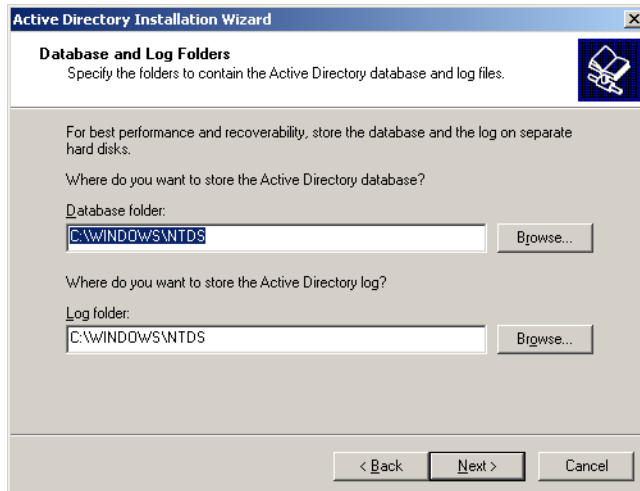 Active Directory Installation Wizard
Database and Log Folders
Specify the folders to contain the Active Directory database and log files.
For best performance and recoverability, store the database and the log on separate
hard disks.
Where do you want to store the Active Directory database?
Database folder:
C:\WINDOWS\NTDS
Browse...
Where do you want to store the Active Directory log?
Log folder:
C:\WINDOWS\NTDS
Browse...
< Back
Next >
Cancel